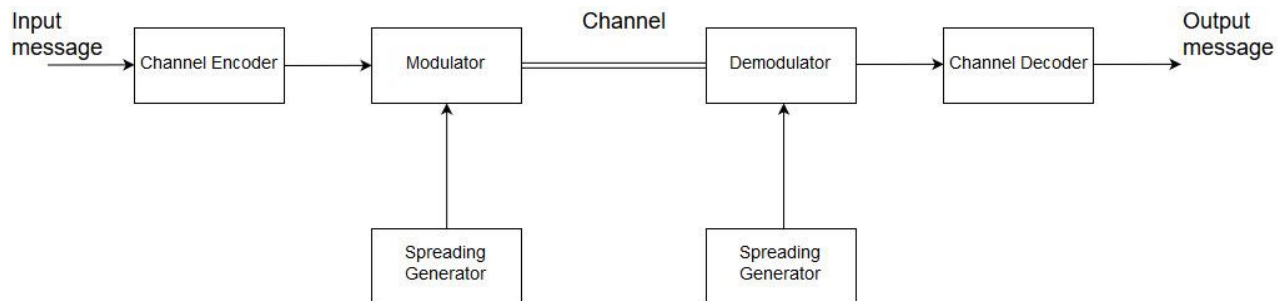 Input
message
Channel Encoder
Modulator
Channel
Demodulator
Channel Decoder
Output
message
Spreading
Generator
Spreading
Generator